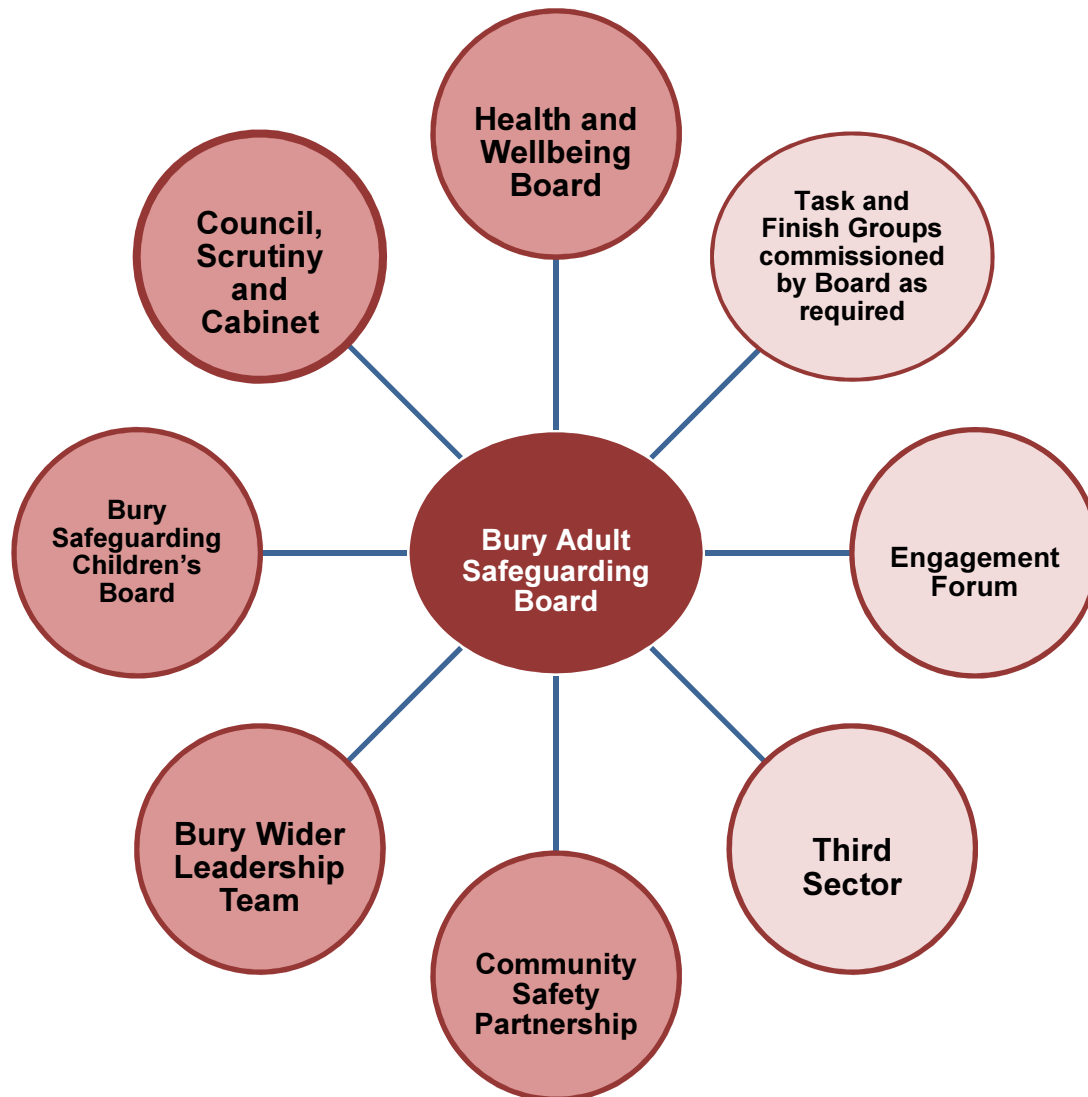 Health and
Wellbeing
Board
Task and
Finish Groups
commissioned
by Board as
required
Engagement
Forum
Third
Sector
Community
Safety
Partnership
Bury Wider
Leadership
Team
Bury
Safeguarding
Children’s
Board
Council,
Scrutiny
and
Cabinet
Bury Adult
Safeguarding
Board